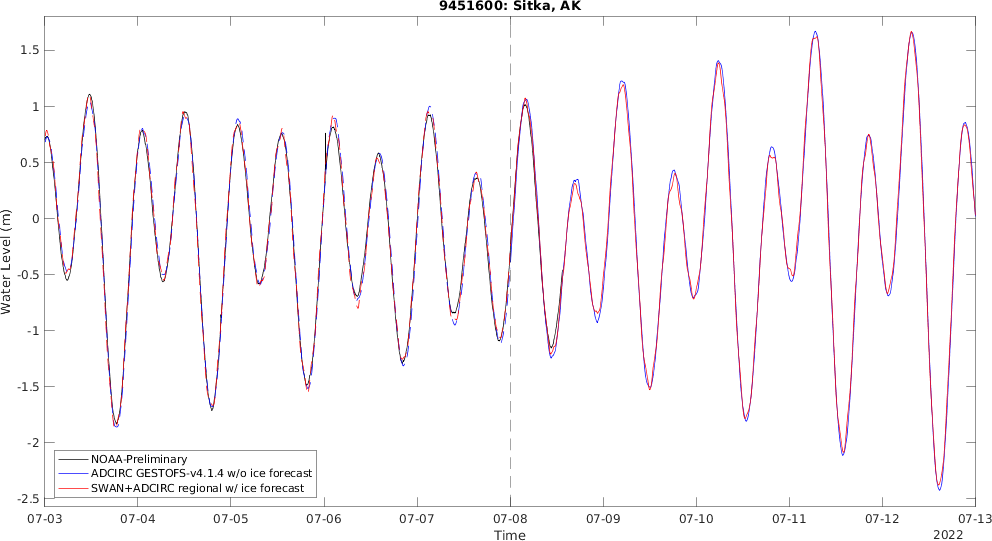 9451600: Sitka, AK
Water Level (m)
1.5
1
0.5
0
-0.5
-1
-1.5
-2
-2.5
NOAA-Preliminary
ADCIRC GESTOFS-v4.1.4 w/o ice forecast
SWAN+ADCIRC regional w/ ice forecast
07-03 07-04 07-05 07-06 07-07 07-08 07-09 07-10 07-11 07-12 07-13
Time
2022